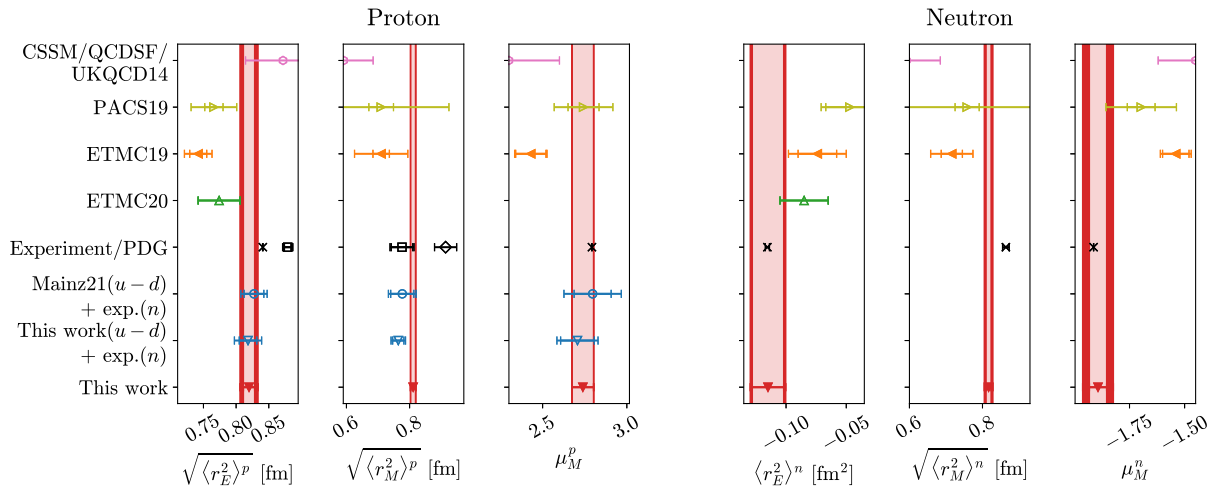 Proton
Neutron
CSSM/QCDSF/
UKQCD14
PACS19
ETMC19
ETMC20
Experiment/PDG
Mainz21(u − d)
+ exp.(n)
This work(u − d)
+ exp.(n)
This work
0.75 0.80 0.85
0.6 0.8
2.5 3.0
−0.10 −0.05
0.6 0.8
−1.75 −1.50
√⟨r_E^2⟩^p [fm]
√⟨r_M^2⟩^p [fm]
μ_M^p
⟨r_E^2⟩^n [fm^2]
√⟨r_M^2⟩^n [fm]
μ_M^n